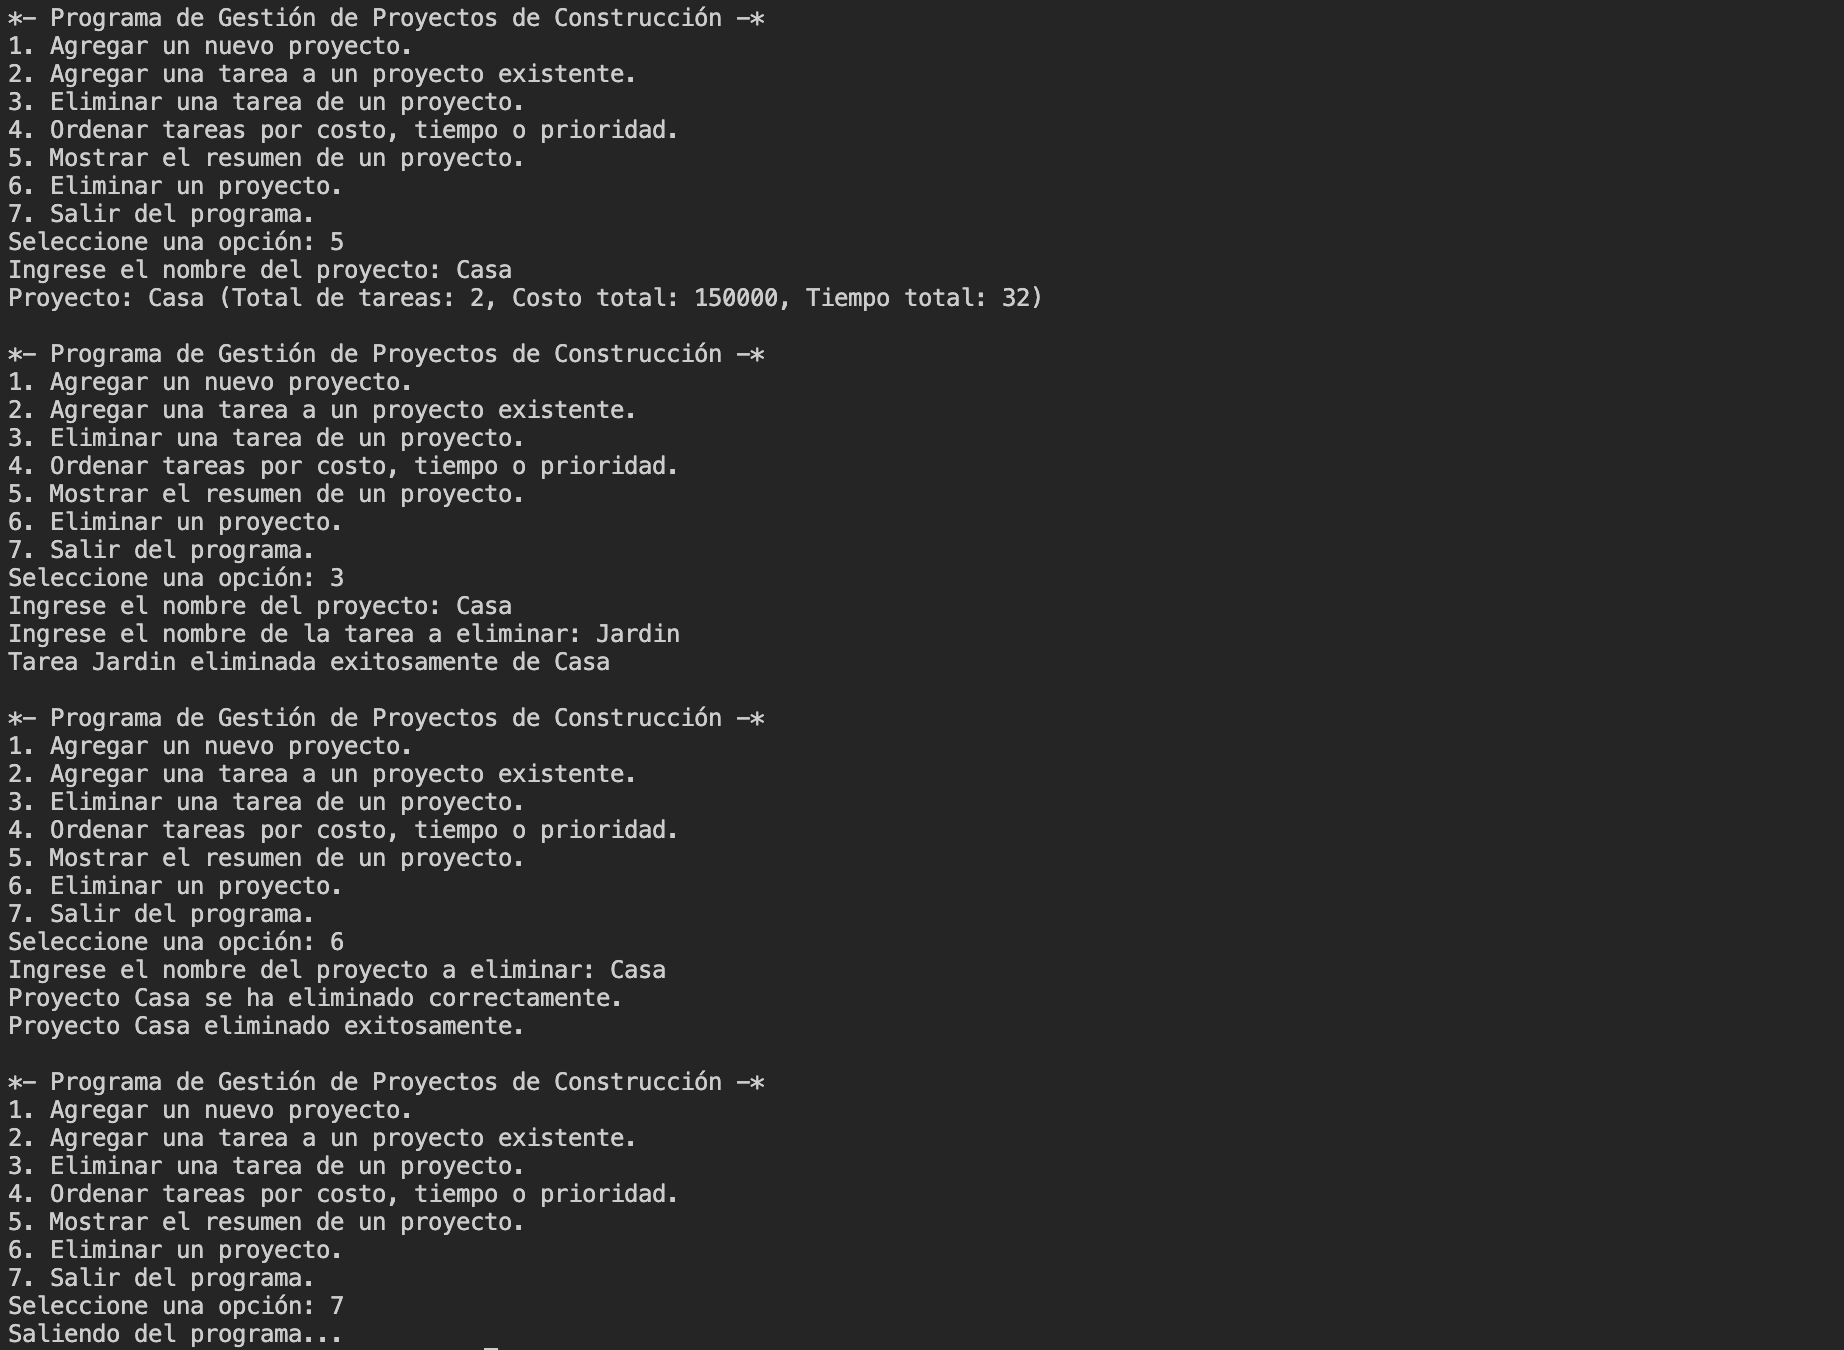 *– Programa de Gestión de Proyectos de Construcción –*
1. Agregar un nuevo proyecto.
2. Agregar una tarea a un proyecto existente.
3. Eliminar una tarea de un proyecto.
4. Ordenar tareas por costo, tiempo o prioridad.
5. Mostrar el resumen de un proyecto.
6. Eliminar un proyecto.
7. Salir del programa.
Seleccione una opción: 5
Ingrese el nombre del proyecto: Casa
Proyecto: Casa (Total de tareas: 2, Costo total: 150000, Tiempo total: 32)

*– Programa de Gestión de Proyectos de Construcción –*
1. Agregar un nuevo proyecto.
2. Agregar una tarea a un proyecto existente.
3. Eliminar una tarea de un proyecto.
4. Ordenar tareas por costo, tiempo o prioridad.
5. Mostrar el resumen de un proyecto.
6. Eliminar un proyecto.
7. Salir del programa.
Seleccione una opción: 3
Ingrese el nombre del proyecto: Casa
Ingrese el nombre de la tarea a eliminar: Jardin
Tarea Jardin eliminada exitosamente de Casa

*– Programa de Gestión de Proyectos de Construcción –*
1. Agregar un nuevo proyecto.
2. Agregar una tarea a un proyecto existente.
3. Eliminar una tarea de un proyecto.
4. Ordenar tareas por costo, tiempo o prioridad.
5. Mostrar el resumen de un proyecto.
6. Eliminar un proyecto.
7. Salir del programa.
Seleccione una opción: 6
Ingrese el nombre del proyecto a eliminar: Casa
Proyecto Casa se ha eliminado correctamente.
Proyecto Casa eliminado exitosamente.

*– Programa de Gestión de Proyectos de Construcción –*
1. Agregar un nuevo proyecto.
2. Agregar una tarea a un proyecto existente.
3. Eliminar una tarea de un proyecto.
4. Ordenar tareas por costo, tiempo o prioridad.
5. Mostrar el resumen de un proyecto.
6. Eliminar un proyecto.
7. Salir del programa.
Seleccione una opción: 7
Saliendo del programa...